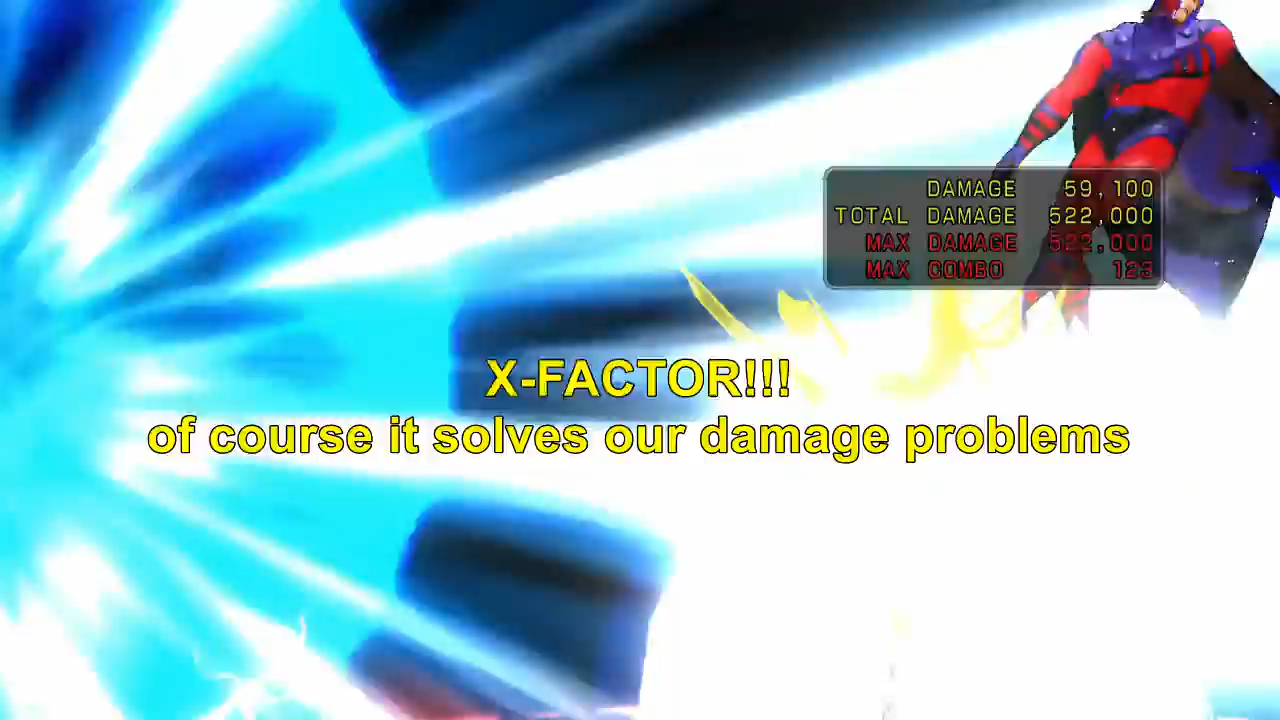 DAMAGE 59,100
TOTAL DAMAGE 522,000
MAX DAMAGE 522,000
MAX COMBO 123
X-FACTOR!!!
of course it solves our damage problems